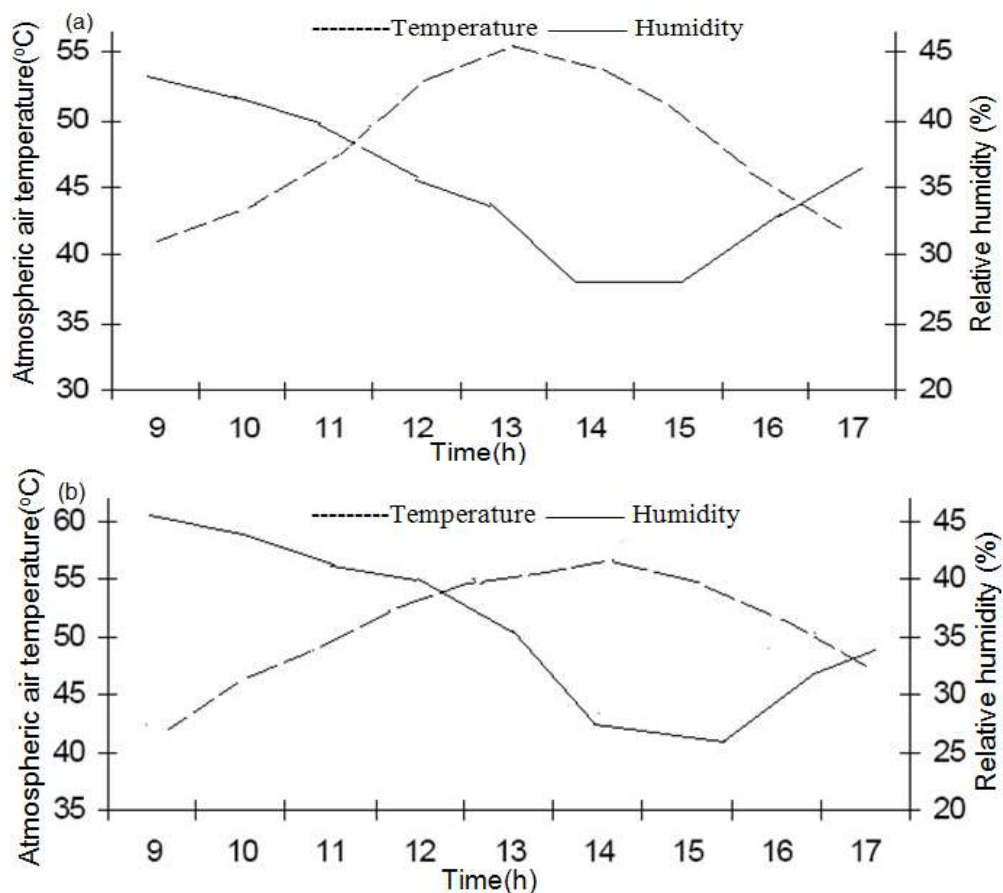 (a)
---------Temperature ——— Humidity
Atmospheric air temperature(⁰C)
55
50
45
40
35
30
Relative humidity (%)
45
40
35
30
25
20
9 10 11 12 13 14 15 16 17
Time(h)
(b)
---------Temperature ——— Humidity
Atmospheric air temperature(⁰C)
60
55
50
45
40
35
Relative humidity (%)
45
40
35
30
25
20
9 10 11 12 13 14 15 16 17
Time(h)